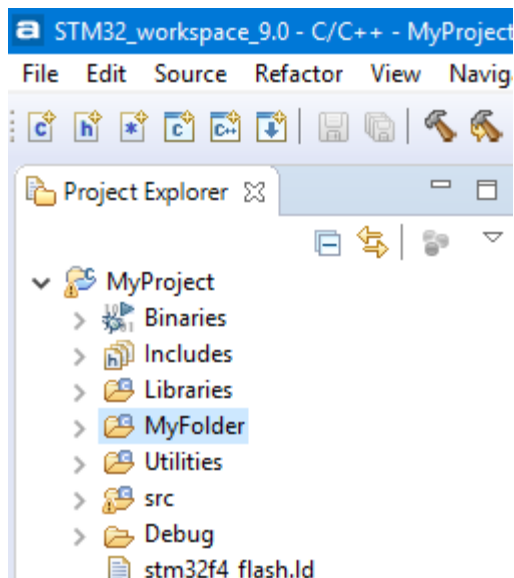 STM32_workspace_9.0 - C/C++ - MyProject
File Edit Source Refactor View Navig
Project Explorer
MyProject
Binaries
Includes
Libraries
MyFolder
Utilities
src
Debug
stm32f4_flash.ld